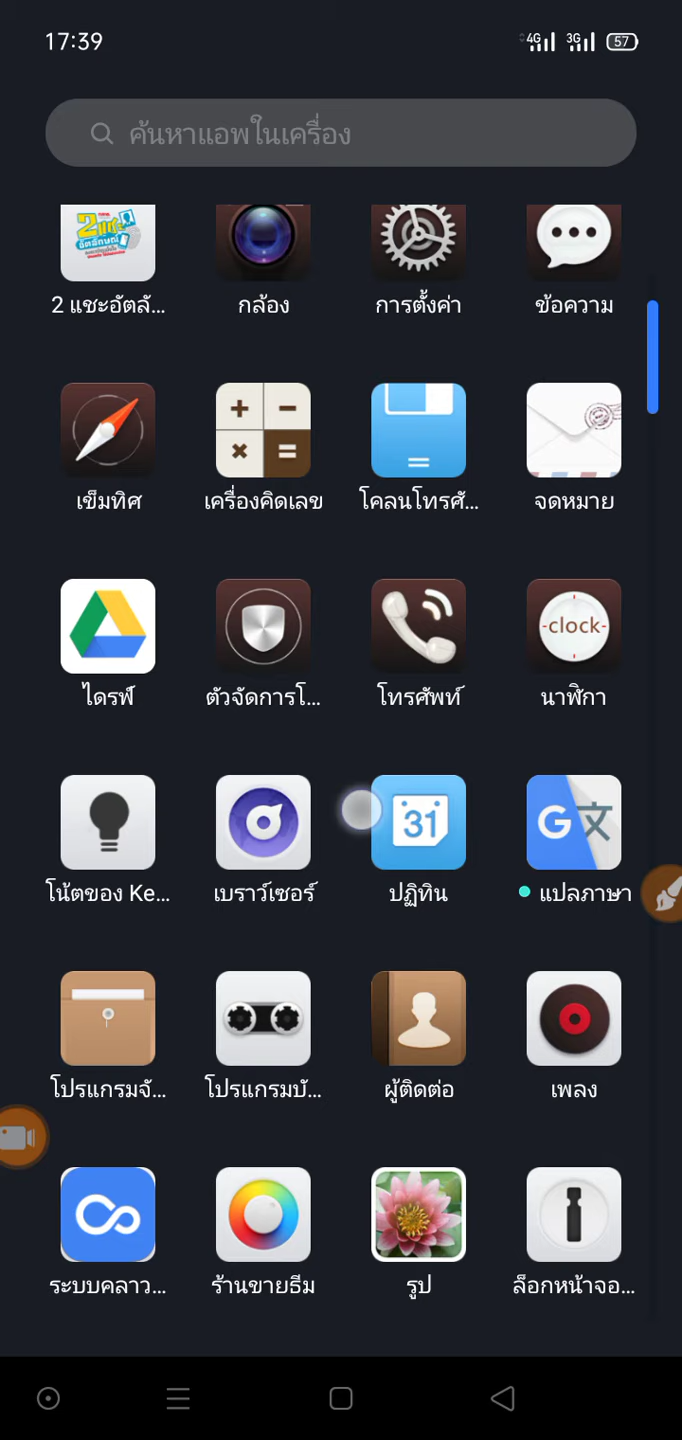 17:39
4G 3G 57
ค้นหาแอพในเครื่อง
2 แชะอัตลั...
กล้อง
การตั้งค่า
ข้อความ
เข็มทิศ
เครื่องคิดเลข
โคลนโทรศั...
จดหมาย
clock
ไดรฟ์
ตัวจัดการโ...
โทรศัพท์
นาฬิกา
31
G 文
โน้ตของ Ke...
เบราว์เซอร์
ปฏิทิน
แปลภาษา
โปรแกรมจั...
โปรแกรมบั...
ผู้ติดต่อ
เพลง
ระบบคลาว...
ร้านขายธีม
รูป
ล็อกหน้าจอ...